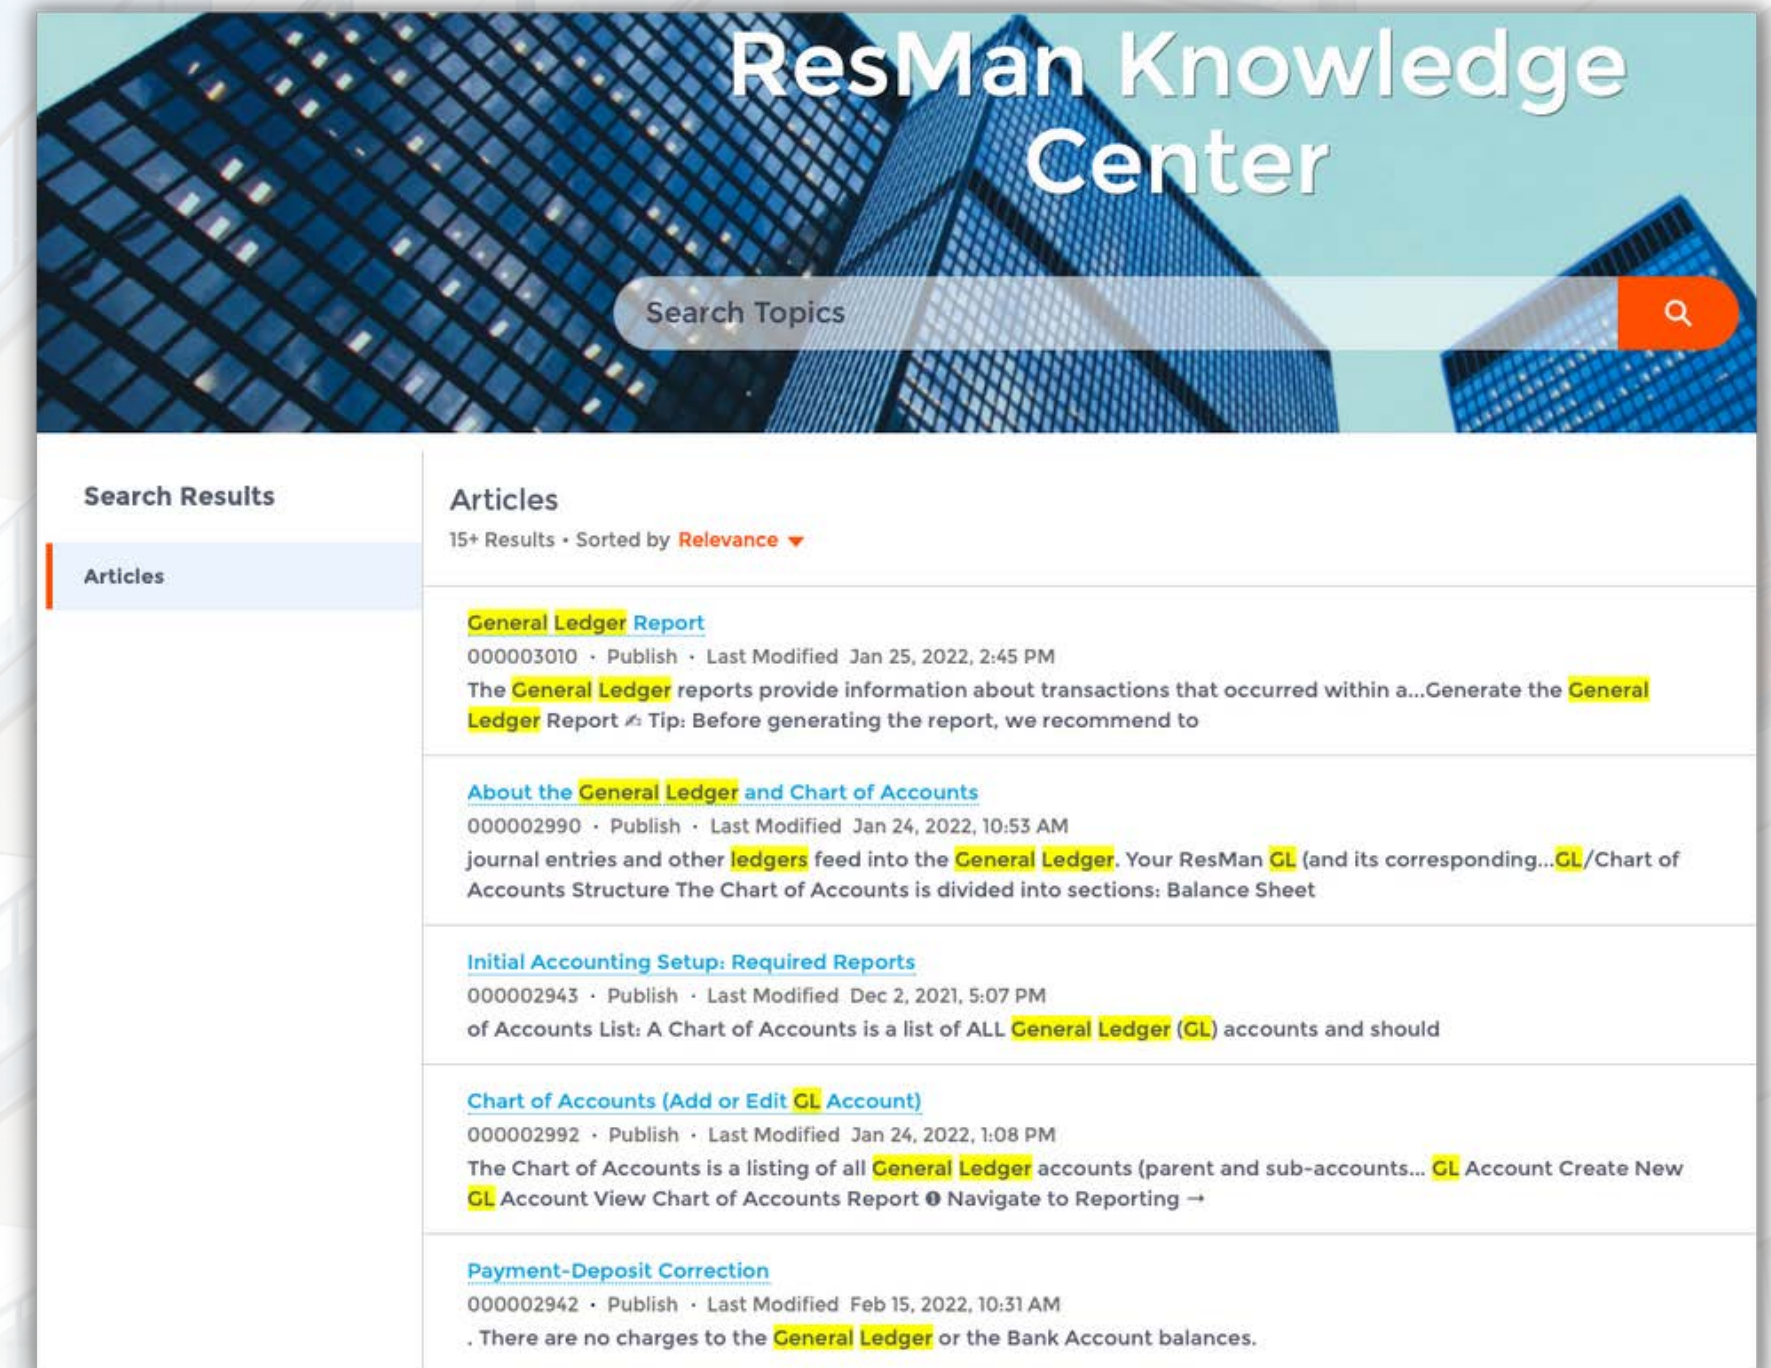 ResMan Knowledge
Center
Search Topics
Search Results
Articles
Articles
15+ Results • Sorted by Relevance
General Ledger Report
000003010 • Publish • Last Modified Jan 25, 2022, 2:45 PM
The General Ledger reports provide information about transactions that occurred within a...Generate the General
Ledger Report ✍ Tip: Before generating the report, we recommend to
About the General Ledger and Chart of Accounts
000002990 • Publish • Last Modified Jan 24, 2022, 10:53 AM
journal entries and other ledgers feed into the General Ledger. Your ResMan GL (and its corresponding...GL/Chart of
Accounts Structure The Chart of Accounts is divided into sections: Balance Sheet
Initial Accounting Setup: Required Reports
000002943 • Publish • Last Modified Dec 2, 2021, 5:07 PM
of Accounts List: A Chart of Accounts is a list of ALL General Ledger (GL) accounts and should
Chart of Accounts (Add or Edit GL Account)
000002992 • Publish • Last Modified Jan 24, 2022, 1:08 PM
The Chart of Accounts is a listing of all General Ledger accounts (parent and sub-accounts... GL Account Create New
GL Account View Chart of Accounts Report ❶ Navigate to Reporting →
Payment-Deposit Correction
000002942 • Publish • Last Modified Feb 15, 2022, 10:31 AM
. There are no charges to the General Ledger or the Bank Account balances.